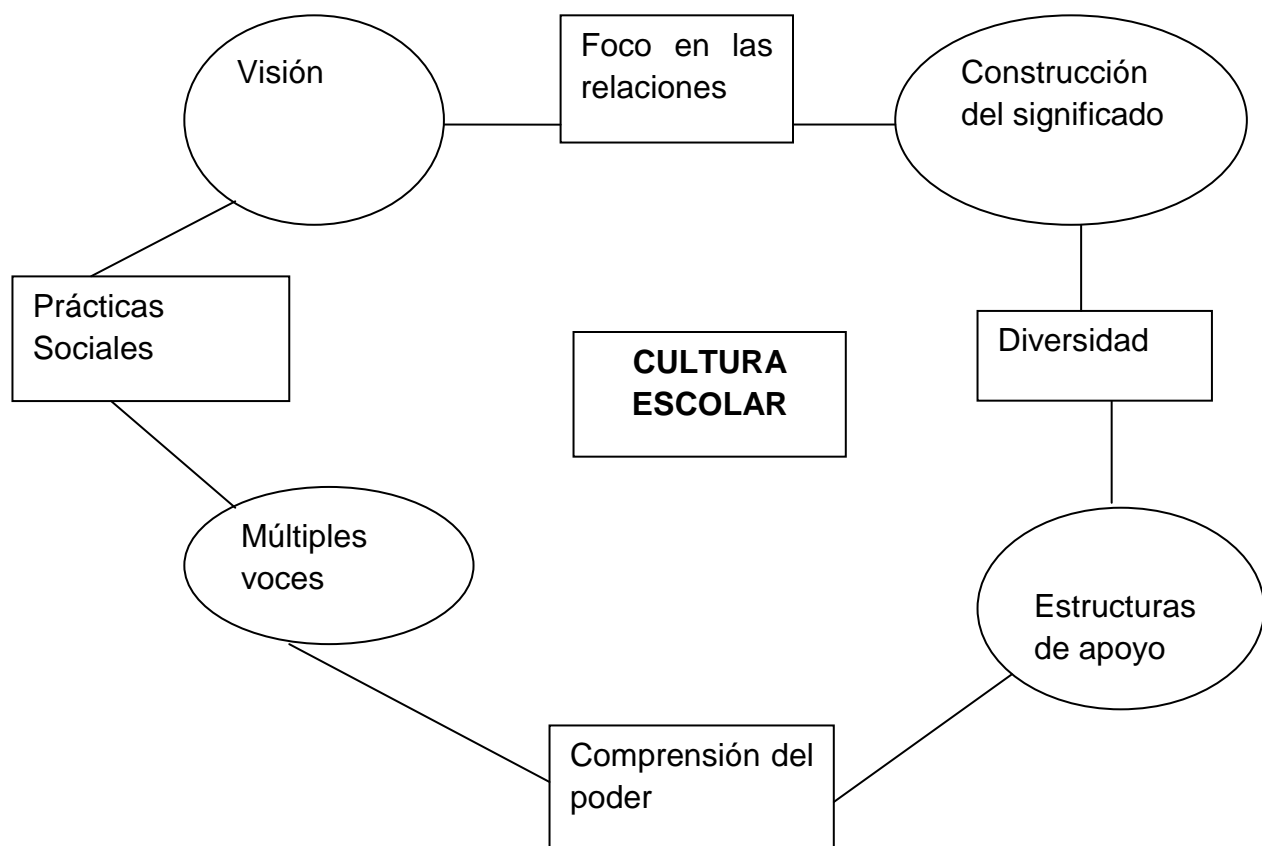 Visión
Foco en las
relaciones
Construcción
del significado
Prácticas
Sociales
CULTURA
ESCOLAR
Diversidad
Múltiples
voces
Estructuras
de apoyo
Comprensión del
poder